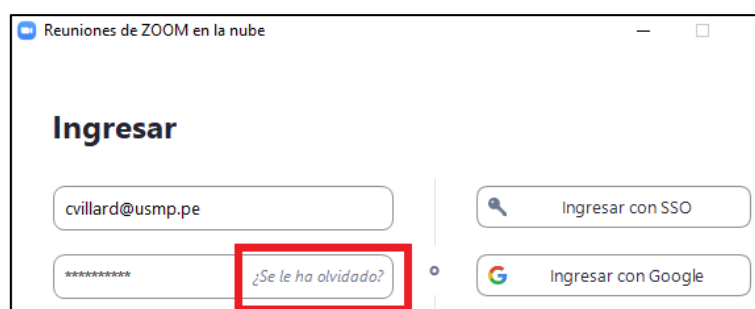 Reuniones de ZOOM en la nube
Ingresar
cvillard@usmp.pe
Ingresar con SSO
********** ¿Se le ha olvidado?
o
Ingresar con Google